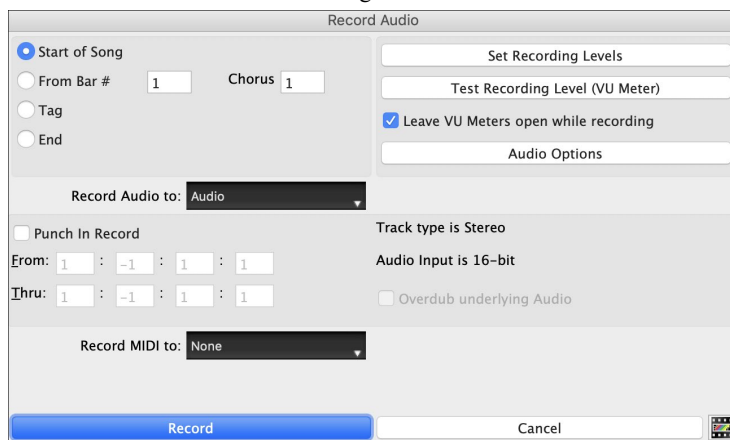 Record Audio
Start of Song
From Bar # 1 Chorus 1
Tag
End
Set Recording Levels
Test Recording Level (VU Meter)
Leave VU Meters open while recording
Audio Options
Record Audio to: Audio
Punch In Record
From: 1 : -1 : 1 : 1
Thru: 1 : -1 : 1 : 1
Track type is Stereo
Audio Input is 16-bit
Overdub underlying Audio
Record MIDI to: None
Record
Cancel